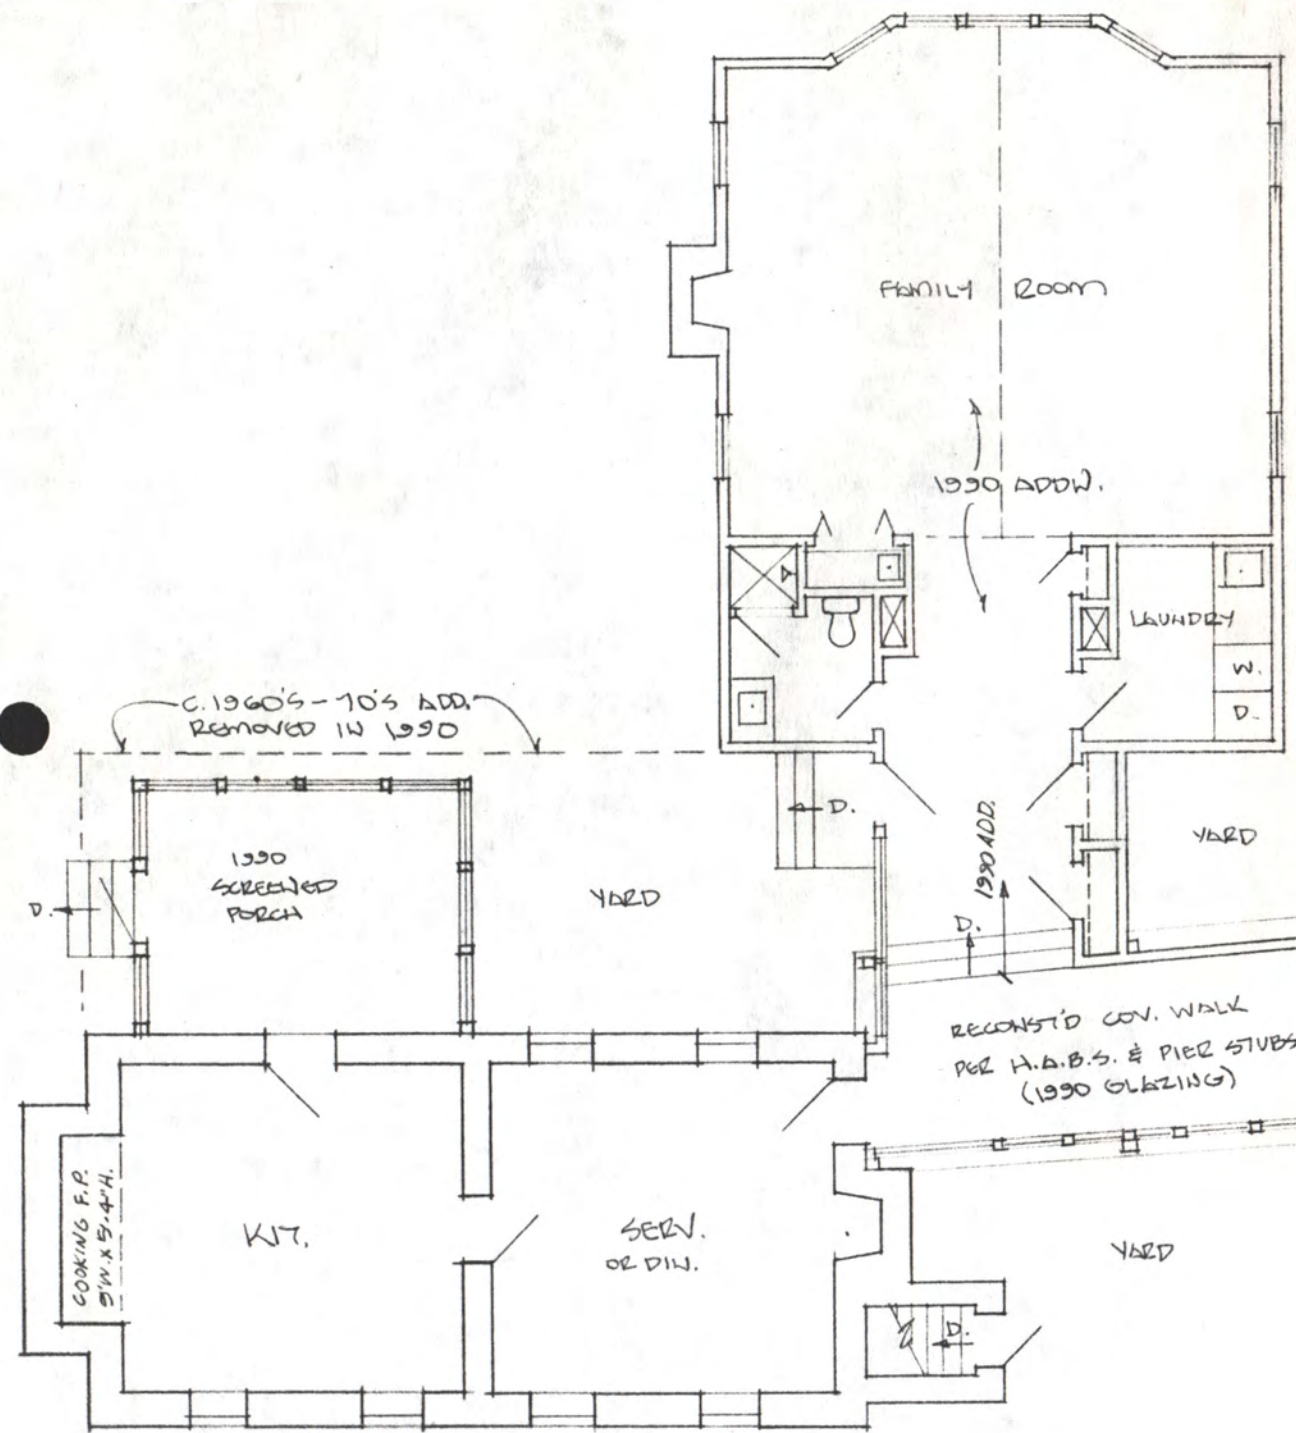 FAMILY ROOM
1990 ADDN.
LAUNDRY
W.
D.
C. 1960'S - 70'S ADD.
REMOVED IN 1990
D.
1990 ADD.
YARD
1990
SCREENED
PORCH
YARD
D.
D.
RECONST'D COV. WALK
PER H.A.B.S. & PIER STUBS
(1990 GLAZING)
COOKING F.P.
9'W. x 5'-4"H.
KIT.
SERV.
OR DIN.
YARD
D.